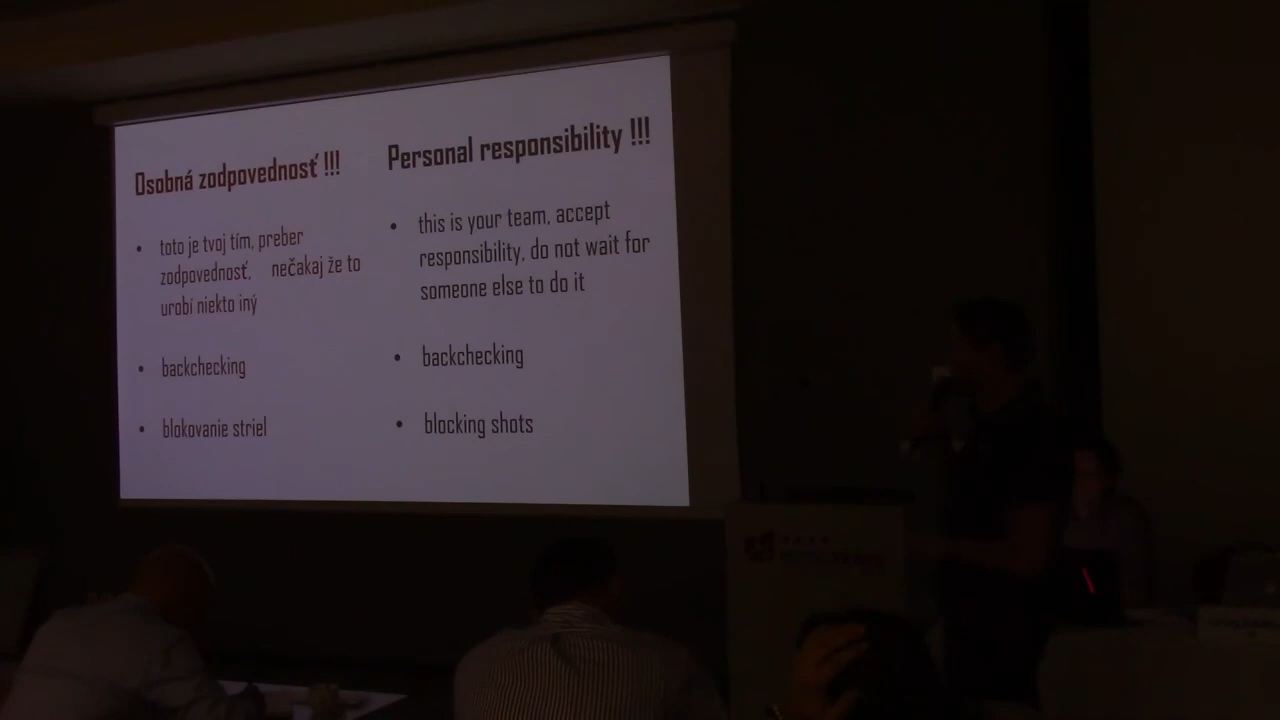 Osobná zodpovednosť !!!
toto je tvoj tím, preber
zodpovednosť, nečakaj že to
urobí niekto iný
backchecking
blokovanie striel
Personal responsibility !!!
this is your team, accept
responsibility, do not wait for
someone else to do it
backchecking
blocking shots